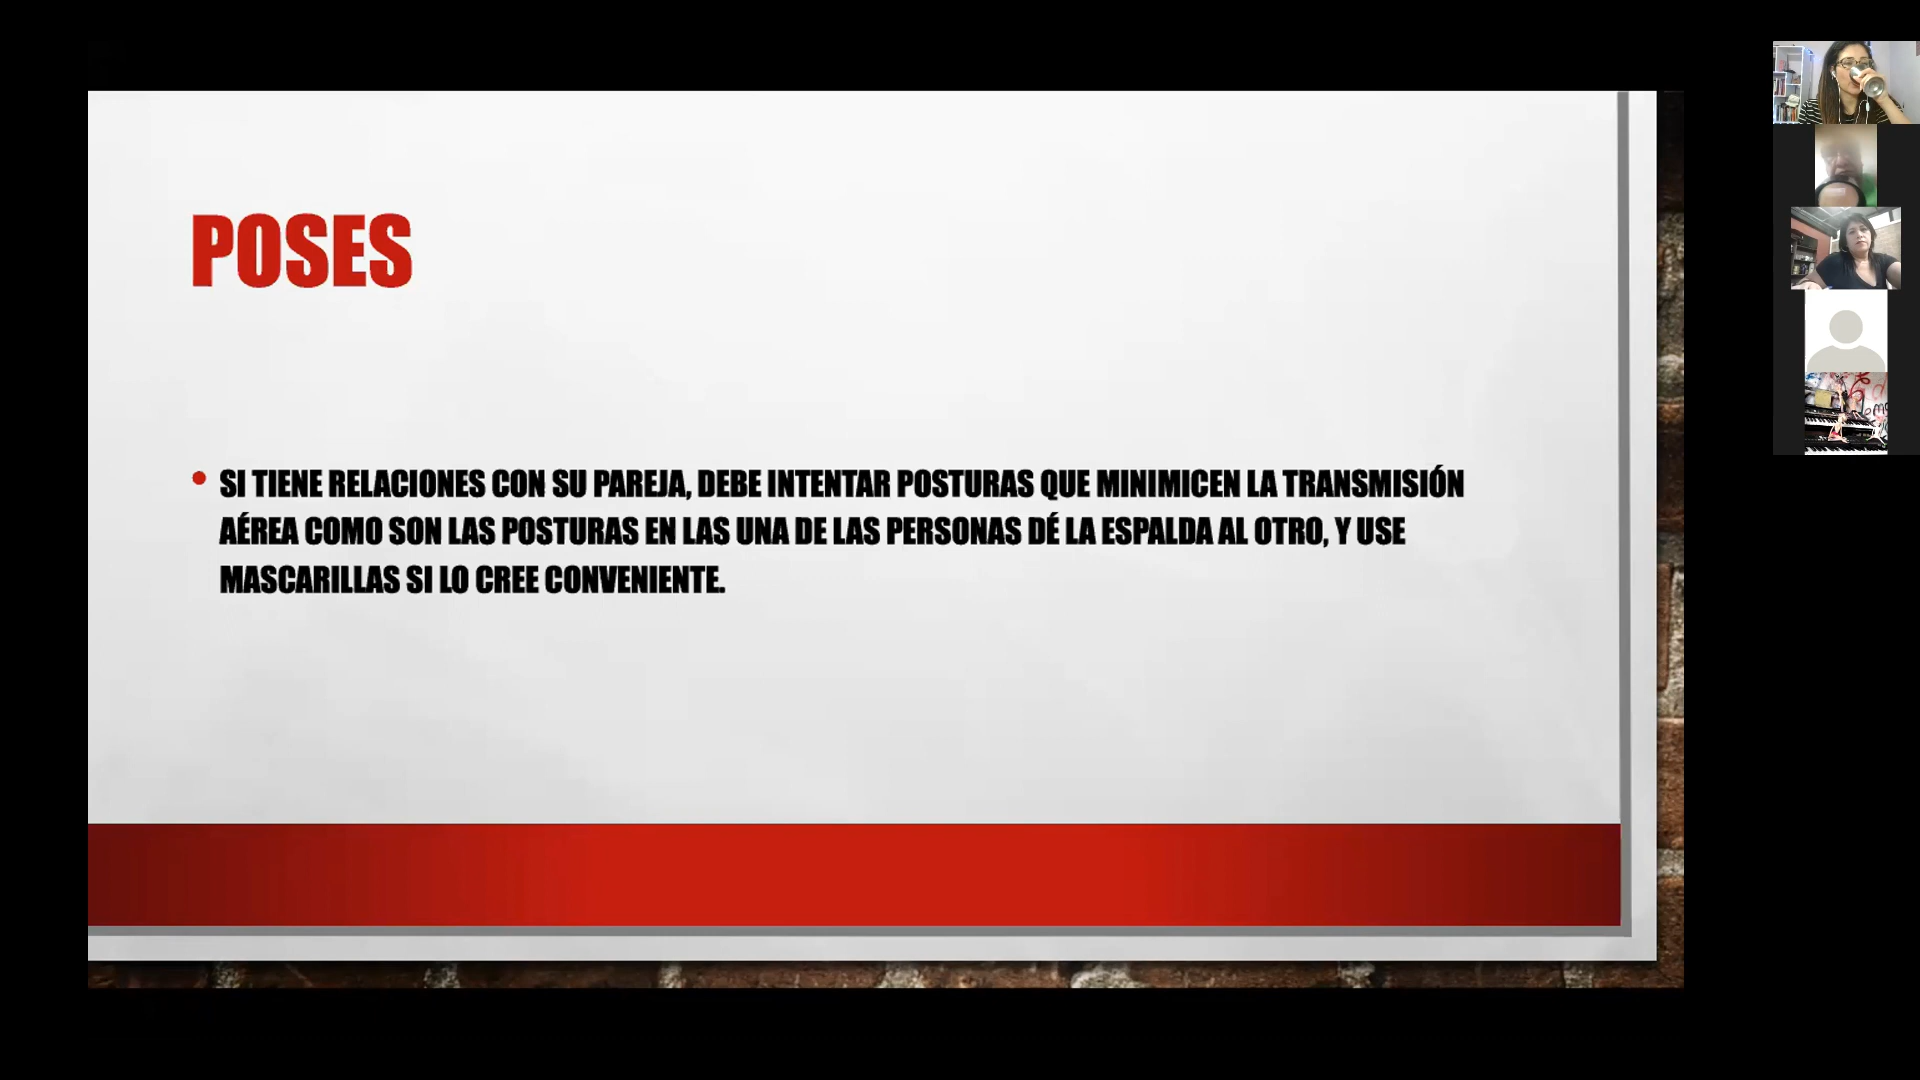 POSES
• SI TIENE RELACIONES CON SU PAREJA, DEBE INTENTAR POSTURAS QUE MINIMICEN LA TRANSMISIÓN
AÉREA COMO SON LAS POSTURAS EN LAS UNA DE LAS PERSONAS DÉ LA ESPALDA AL OTRO, Y USE
MASCARILLAS SI LO CREE CONVENIENTE.